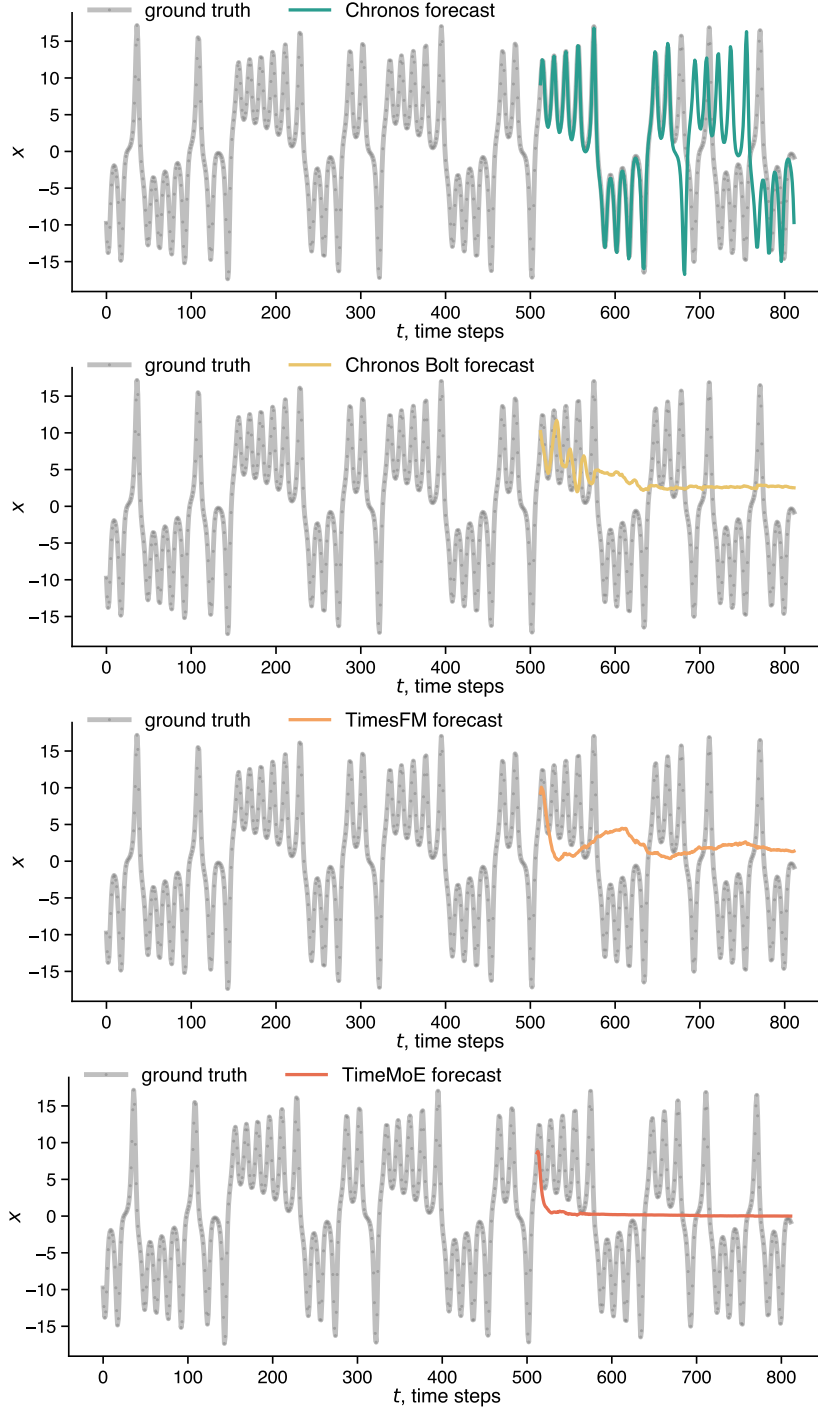 ground truth Chronos forecast
15
10
5
0
−5
−10
−15
x
0 100 200 300 400 500 600 700 800
t, time steps
ground truth Chronos Bolt forecast
15
10
5
0
−5
−10
−15
x
0 100 200 300 400 500 600 700 800
t, time steps
ground truth TimesFM forecast
15
10
5
0
−5
−10
−15
x
0 100 200 300 400 500 600 700 800
t, time steps
ground truth TimeMoE forecast
15
10
5
0
−5
−10
−15
x
0 100 200 300 400 500 600 700 800
t, time steps